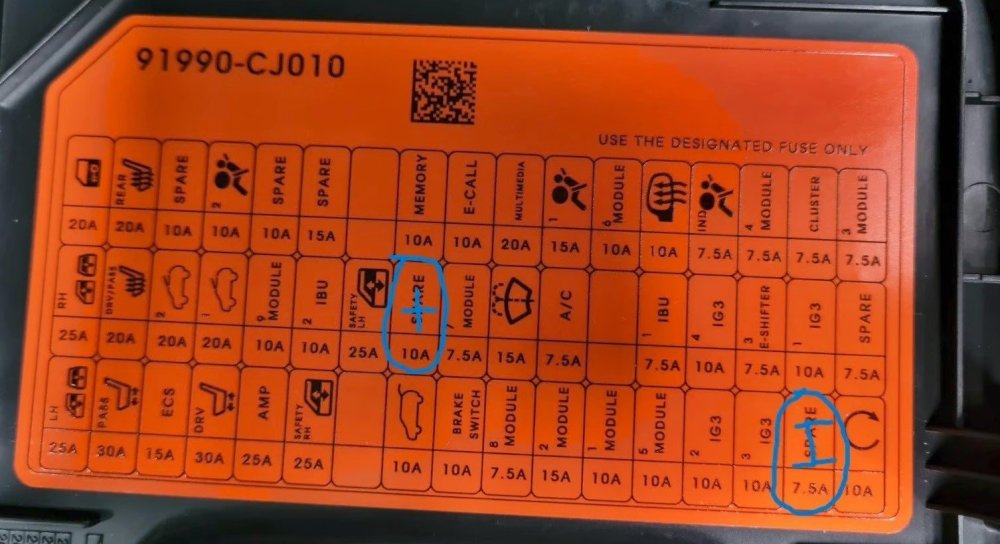 91990-CJ010
USE THE DESIGNATED FUSE ONLY
REAR SPARE 2 SPARE SPARE MEMORY E-CALL MULTIMEDIA 1 6 MODULE IND 4 MODULE CLUSTER 3 MODULE
20A 20A 10A 10A 10A 15A 10A 10A 20A 15A 10A 10A 7.5A 7.5A 7.5A 7.5A
RH DRV/PASS 2 1 9 MODULE 2 IBU SAFETY LH SPARE 7 MODULE A/C 1 IBU 4 IG3 3 E-SHIFTER 1 IG3 SPARE
25A 20A 20A 20A 10A 10A 25A 10A 7.5A 15A 7.5A 7.5A 10A 7.5A 10A 7.5A
LH PASS ECS DRV AMP SAFETY RH BRAKE SWITCH 8 MODULE 2 MODULE 1 MODULE 5 MODULE 2 IG3 3 IG3 SPARE
25A 30A 15A 30A 25A 25A 10A 10A 7.5A 15A 10A 10A 10A 10A 7.5A 10A